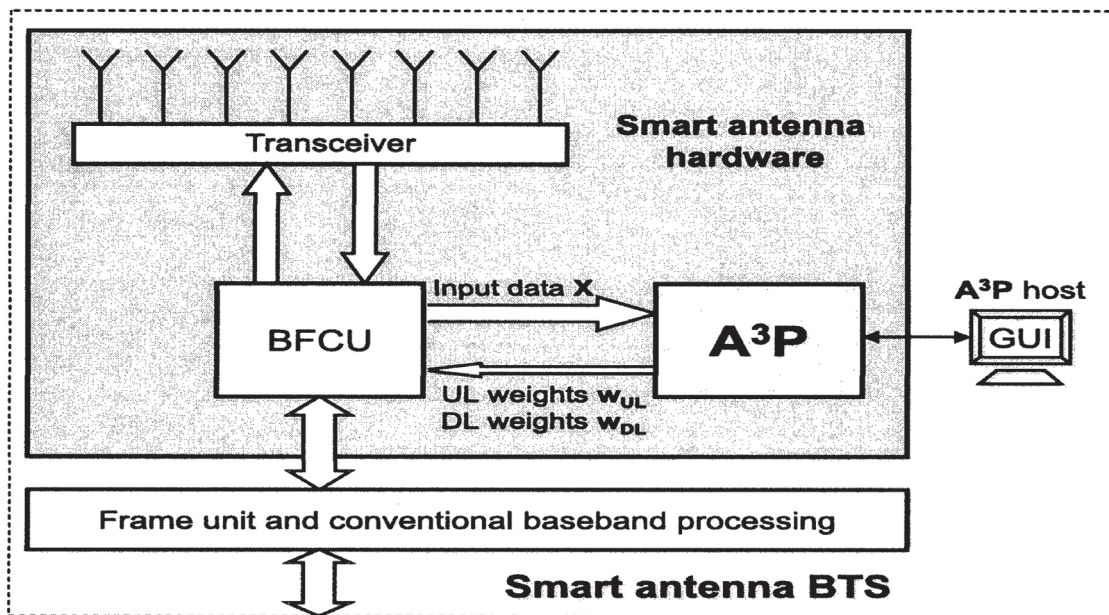 Transceiver
Smart antenna
hardware
Input data X
A³P host
BFCU
A³P
GUI
UL weights w_UL
DL weights w_DL
Frame unit and conventional baseband processing
Smart antenna BTS